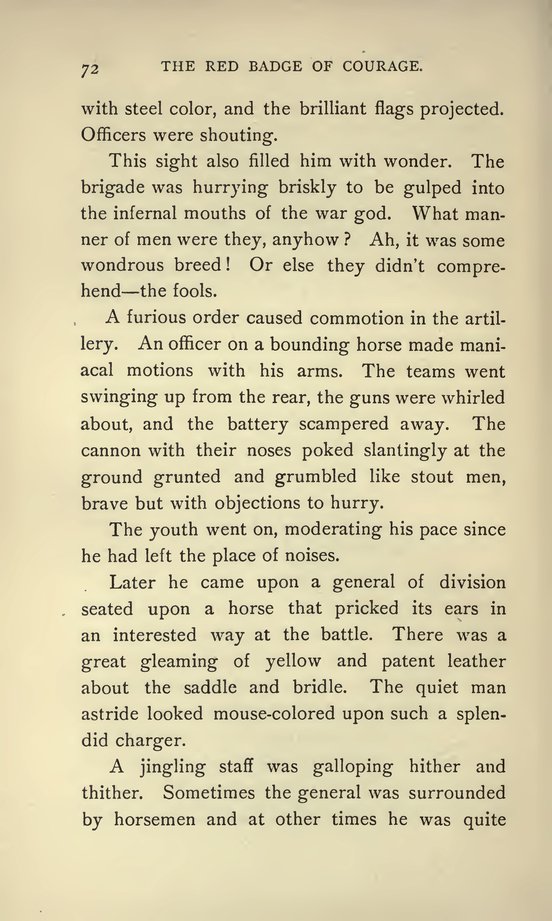 72 THE RED BADGE OF COURAGE.
with steel color, and the brilliant flags projected.
Officers were shouting.
This sight also filled him with wonder. The
brigade was hurrying briskly to be gulped into
the infernal mouths of the war god. What man-
ner of men were they, anyhow? Ah, it was some
wondrous breed! Or else they didn't compre-
hend—the fools.
A furious order caused commotion in the artil-
lery. An officer on a bounding horse made mani-
acal motions with his arms. The teams went
swinging up from the rear, the guns were whirled
about, and the battery scampered away. The
cannon with their noses poked slantingly at the
ground grunted and grumbled like stout men,
brave but with objections to hurry.
The youth went on, moderating his pace since
he had left the place of noises.
Later he came upon a general of division
seated upon a horse that pricked its ears in
an interested way at the battle. There was a
great gleaming of yellow and patent leather
about the saddle and bridle. The quiet man
astride looked mouse-colored upon such a splen-
did charger.
A jingling staff was galloping hither and
thither. Sometimes the general was surrounded
by horsemen and at other times he was quite